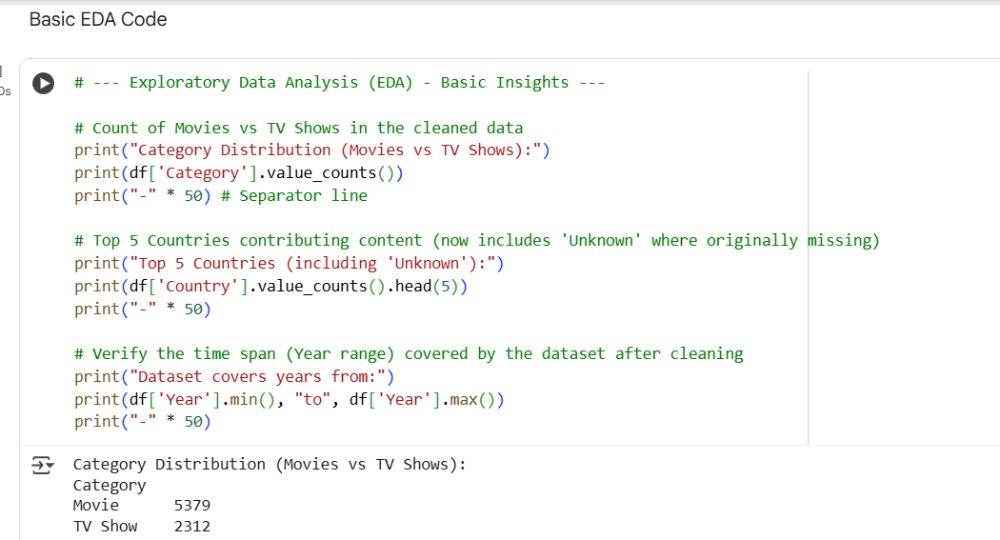 Basic EDA Code
]
0s
# --- Exploratory Data Analysis (EDA) - Basic Insights ---
# Count of Movies vs TV Shows in the cleaned data
print("Category Distribution (Movies vs TV Shows):")
print(df['Category'].value_counts())
print("-" * 50) # Separator line
# Top 5 Countries contributing content (now includes 'Unknown' where originally missing)
print("Top 5 Countries (including 'Unknown'):")
print(df['Country'].value_counts().head(5))
print("-" * 50)
# Verify the time span (Year range) covered by the dataset after cleaning
print("Dataset covers years from:")
print(df['Year'].min(), "to", df['Year'].max())
print("-" * 50)
Category Distribution (Movies vs TV Shows):
Category
Movie      5379
TV Show    2312